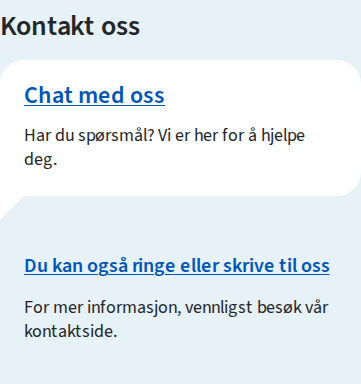 Kontakt oss
Chat med oss
Har du spørsmål? Vi er her for å hjelpe
deg.
Du kan også ringe eller skrive til oss
For mer informasjon, vennligst besøk vår
kontaktside.